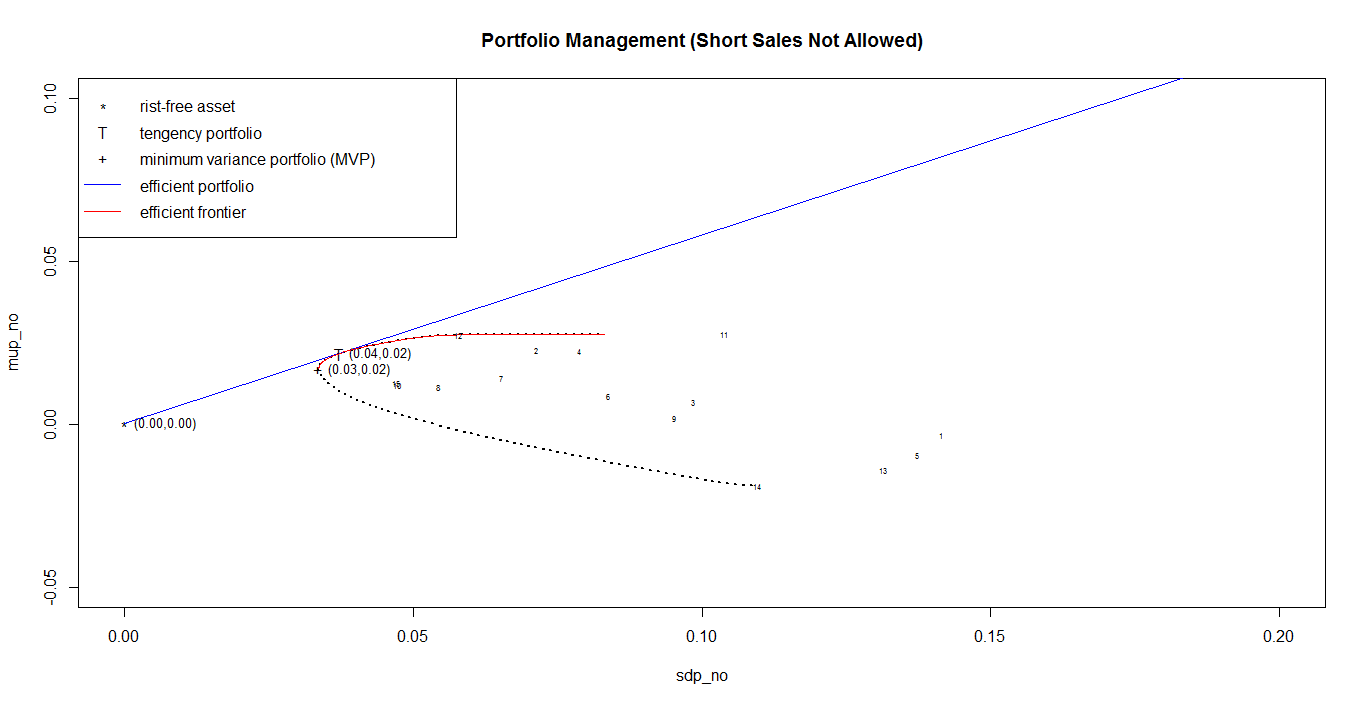 Portfolio Management (Short Sales Not Allowed)
* rist-free asset
T tengency portfolio
+ minimum variance portfolio (MVP)
efficient portfolio
efficient frontier
mup_no
0.10
0.05
0.00
-0.05
12
11
2
4
T (0.04,0.02)
+ (0.03,0.02)
7
15
8
6
3
9
* (0.00,0.00)
1
5
13
14
0.00 0.05 0.10 0.15 0.20
sdp_no